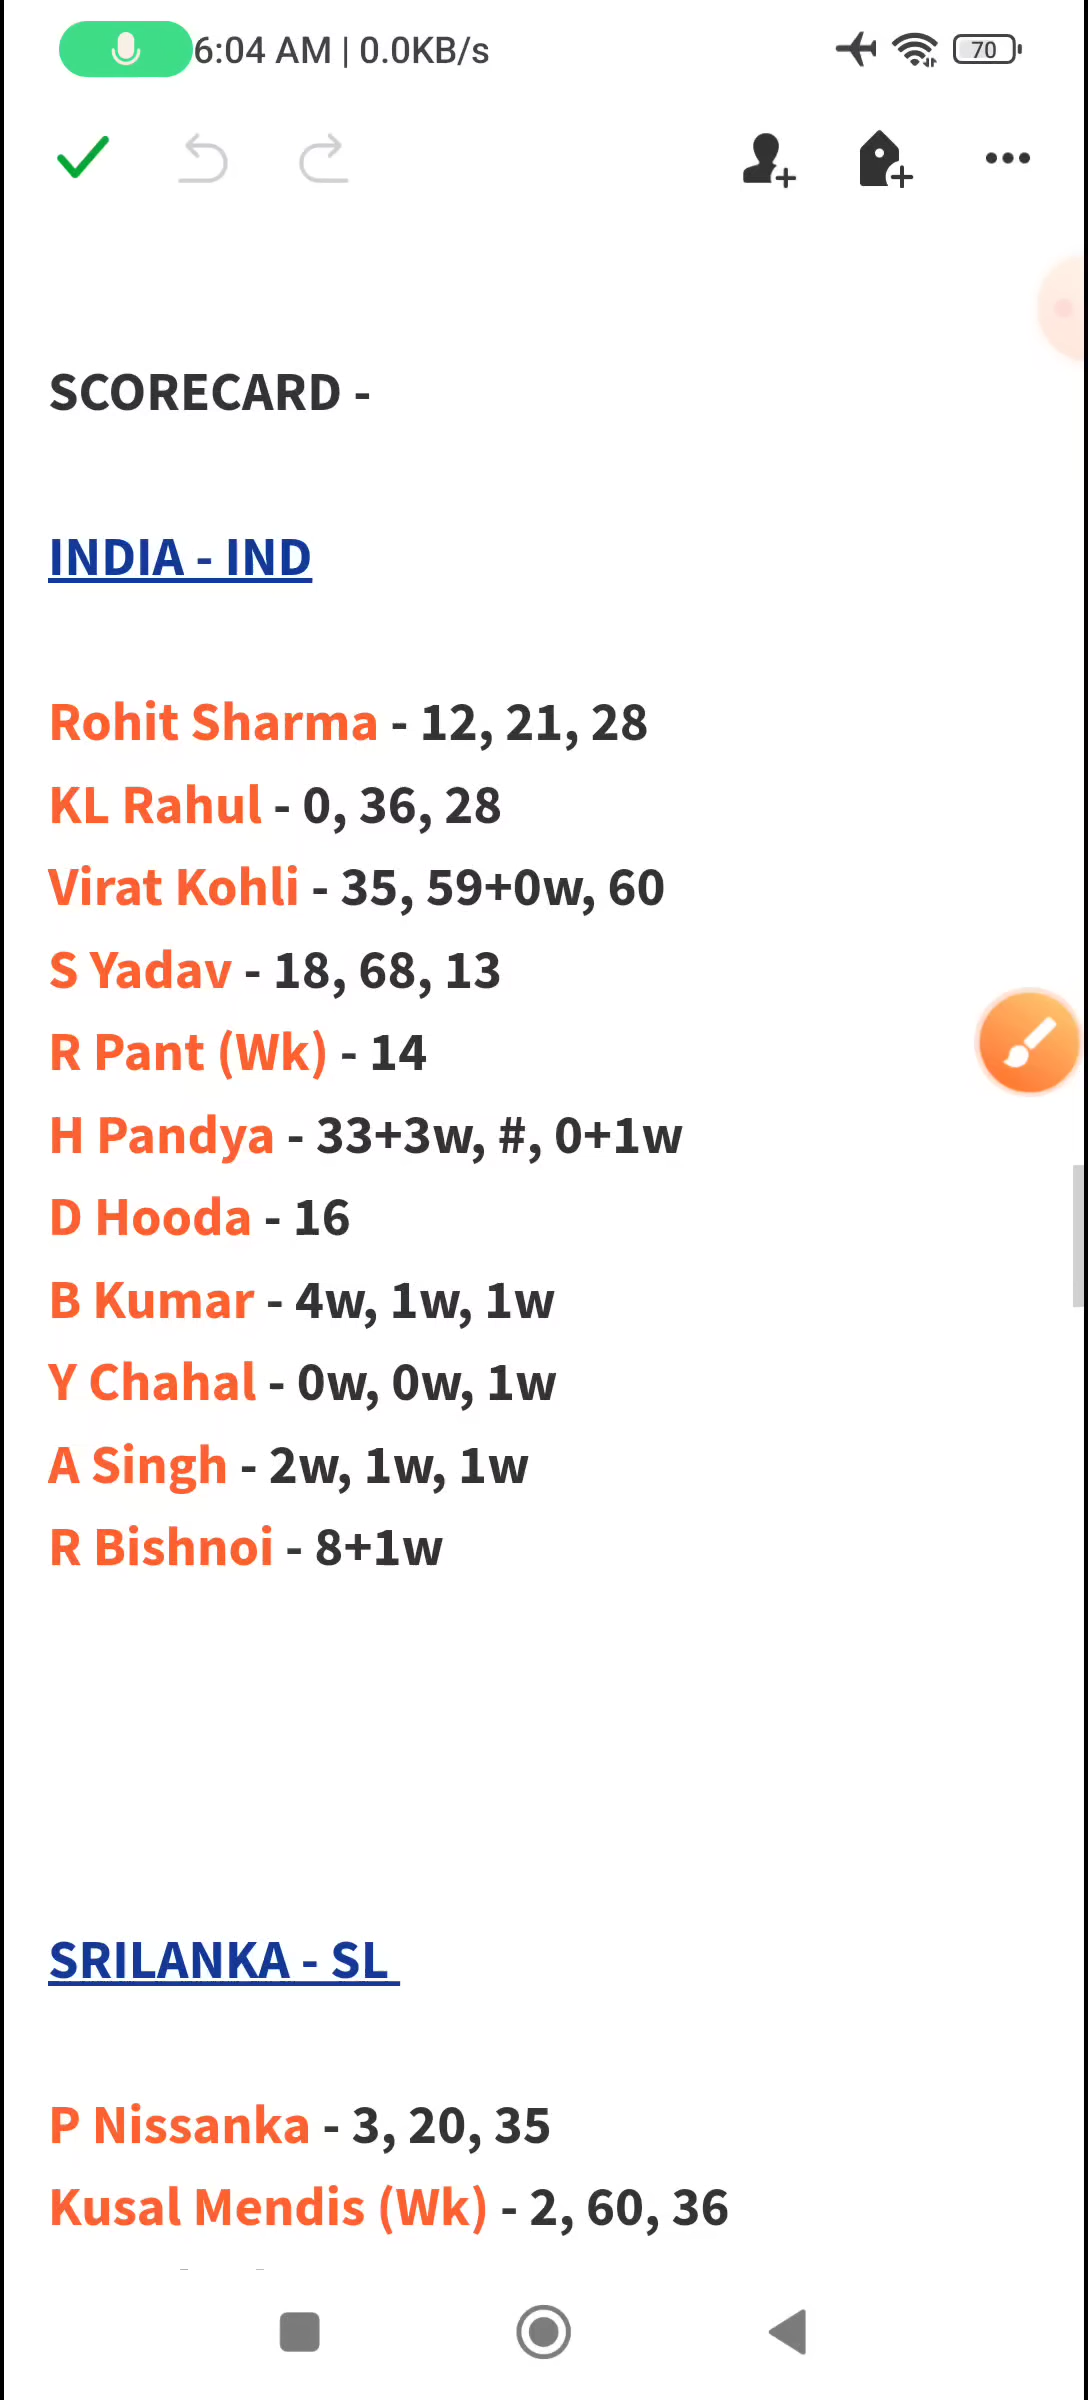 6:04 AM | 0.0KB/s
70
SCORECARD -
INDIA - IND
Rohit Sharma - 12, 21, 28
KL Rahul - 0, 36, 28
Virat Kohli - 35, 59+0w, 60
S Yadav - 18, 68, 13
R Pant (Wk) - 14
H Pandya - 33+3w, #, 0+1w
D Hooda - 16
B Kumar - 4w, 1w, 1w
Y Chahal - 0w, 0w, 1w
A Singh - 2w, 1w, 1w
R Bishnoi - 8+1w
SRILANKA - SL
P Nissanka - 3, 20, 35
Kusal Mendis (Wk) - 2, 60, 36